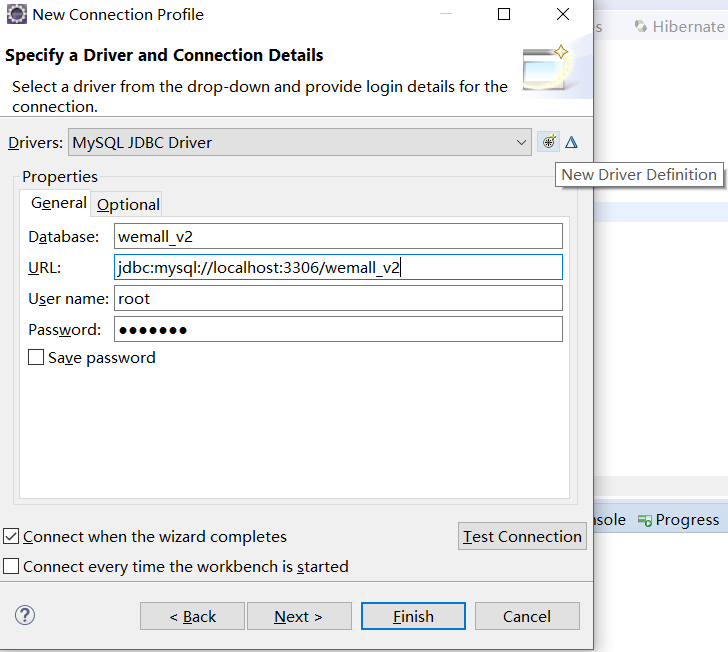 New Connection Profile
Specify a Driver and Connection Details
Select a driver from the drop-down and provide login details for the
connection.
Drivers: MySQL JDBC Driver
New Driver Definition
Properties
General Optional
Database: wemall_v2
URL: jdbc:mysql://localhost:3306/wemall_v2
User name: root
Password: ●●●●●●●
Save password
Connect when the wizard completes
Test Connection
Connect every time the workbench is started
? < Back Next > Finish Cancel
s Hibernate
nsole Progress